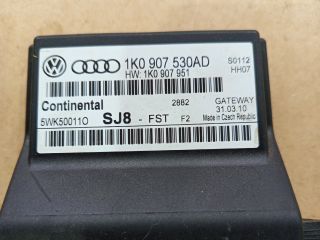 1K0 907 530AD S0112
HW: 1K0 907 951 HH07
Continental 2882 GATEWAY
5WK50011O SJ8 - FST F2 31.03.10
Made in Czech Republic